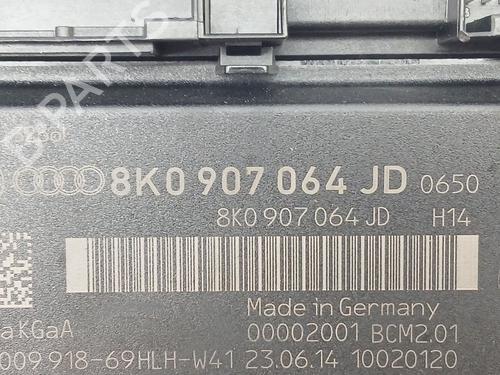 8K0 907 064 JD 0650
8K0 907 064 JD H14
Made in Germany
aKGaA 00002001 BCM2.01
009.918-69HLH-W41 23.06.14 10020120